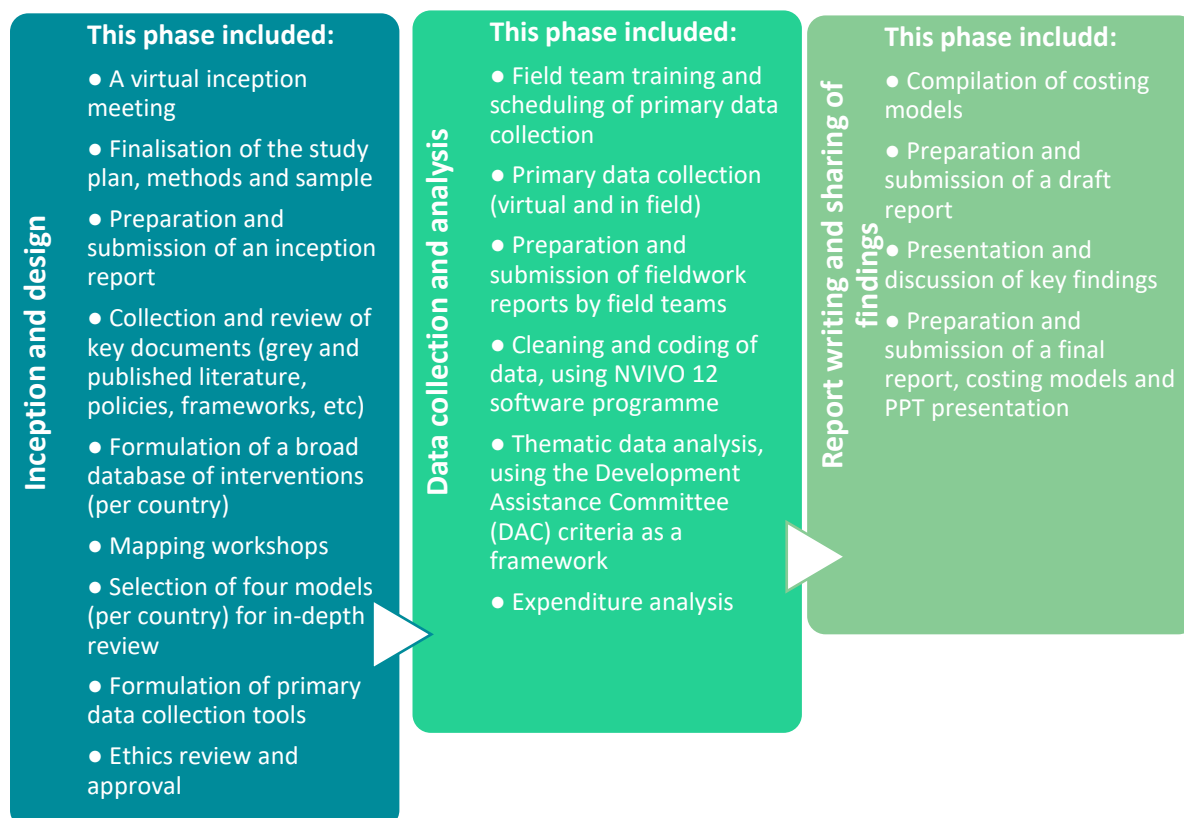 Inception and design
This phase included:
● A virtual inception
meeting
● Finalisation of the study
plan, methods and sample
● Preparation and
submission of an inception
report
● Collection and review of
key documents (grey and
published literature,
policies, frameworks, etc)
● Formulation of a broad
database of interventions
(per country)
● Mapping workshops
● Selection of four models
(per country) for in-depth
review
● Formulation of primary
data collection tools
● Ethics review and
approval
Data collection and analysis
This phase included:
● Field team training and
scheduling of primary data
collection
● Primary data collection
(virtual and in field)
● Preparation and
submission of fieldwork
reports by field teams
● Cleaning and coding of
data, using NVIVO 12
software programme
● Thematic data analysis,
using the Development
Assistance Committee
(DAC) criteria as a
framework
● Expenditure analysis
Report writing and sharing of
findings
This phase includd:
● Compilation of costing
models
● Preparation and
submission of a draft
report
● Presentation and
discussion of key findings
● Preparation and
submission of a final
report, costing models and
PPT presentation